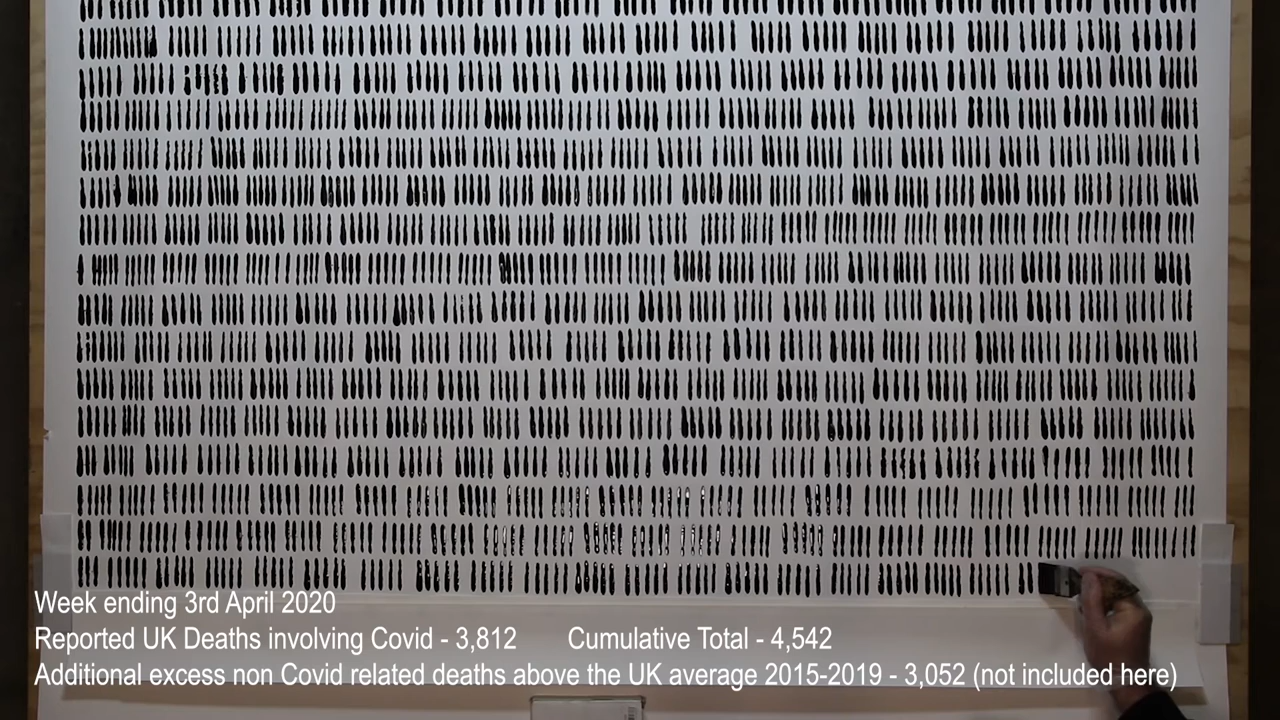 Week ending 3rd April 2020
Reported UK Deaths involving Covid - 3,812 Cumulative Total - 4,542
Additional excess non Covid related deaths above the UK average 2015-2019 - 3,052 (not included here)